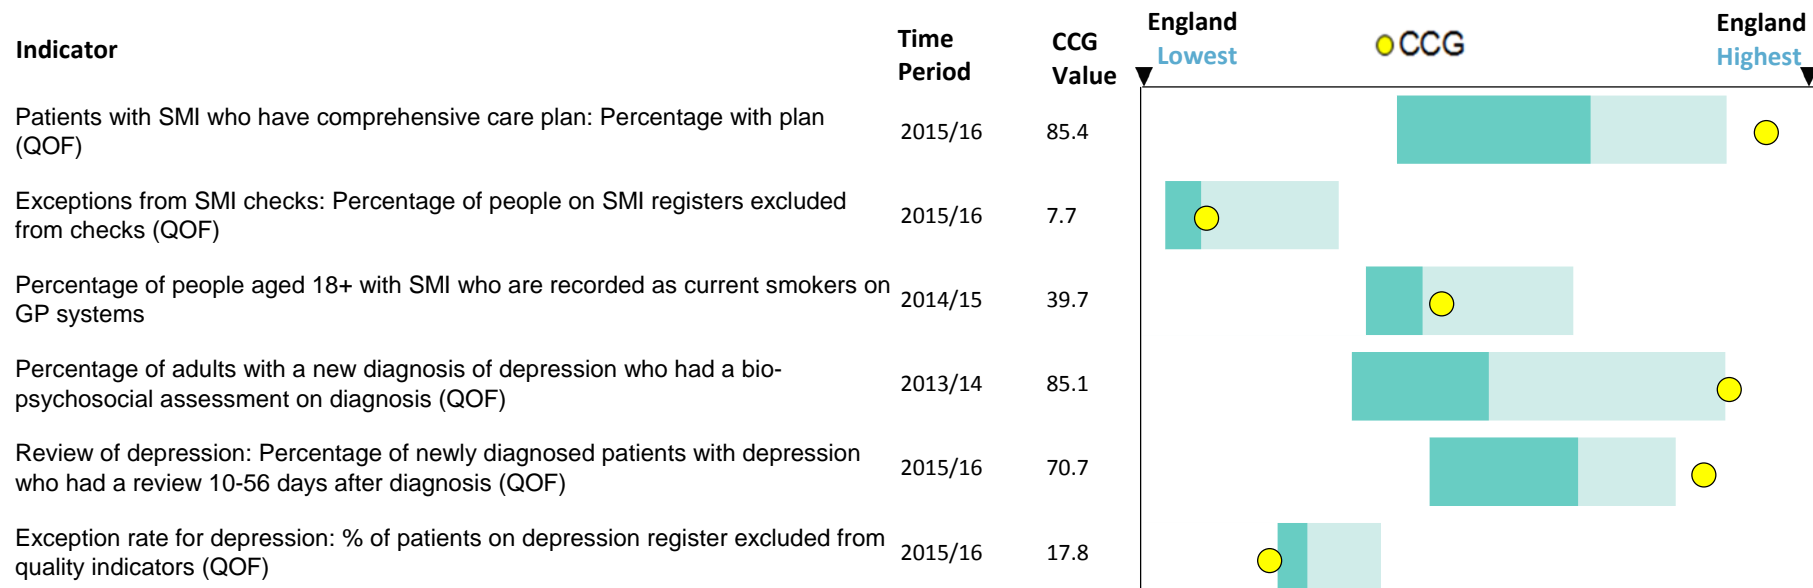 Indicator
Time
Period
CCG
Value
England
Lowest
CCG
England
Highest
Patients with SMI who have comprehensive care plan: Percentage with plan
(QOF)
2015/16
85.4
Exceptions from SMI checks: Percentage of people on SMI registers excluded
from checks (QOF)
2015/16
7.7
Percentage of people aged 18+ with SMI who are recorded as current smokers on
GP systems
2014/15
39.7
Percentage of adults with a new diagnosis of depression who had a bio-
psychosocial assessment on diagnosis (QOF)
2013/14
85.1
Review of depression: Percentage of newly diagnosed patients with depression
who had a review 10-56 days after diagnosis (QOF)
2015/16
70.7
Exception rate for depression: % of patients on depression register excluded from
quality indicators (QOF)
2015/16
17.8